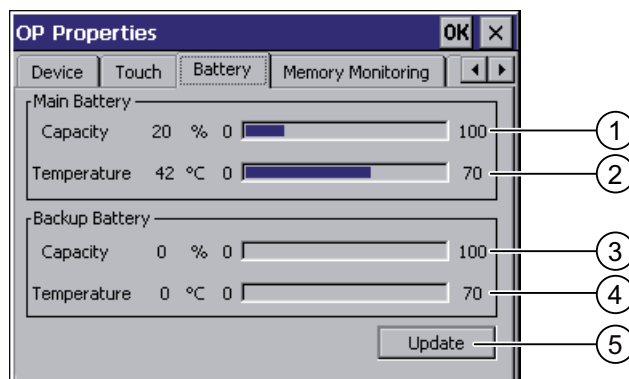 OP Properties OK ×
Device Touch Battery Memory Monitoring
Main Battery
Capacity 20 % 0 100 1
Temperature 42 °C 0 70 2
Backup Battery
Capacity 0 % 0 100 3
Temperature 0 °C 0 70 4
Update 5